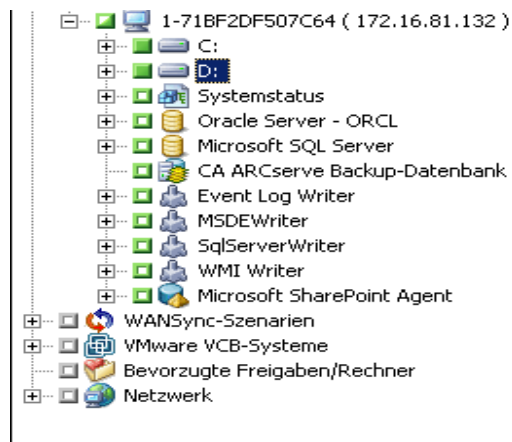 1-71BF2DF507C64 ( 172.16.81.132 )
C:
D:
Systemstatus
Oracle Server - ORCL
Microsoft SQL Server
CA ARCserve Backup-Datenbank
Event Log Writer
MSDEWriter
SqlServerWriter
WMI Writer
Microsoft SharePoint Agent
WANSync-Szenarien
VMware VCB-Systeme
Bevorzugte Freigaben/Rechner
Netzwerk